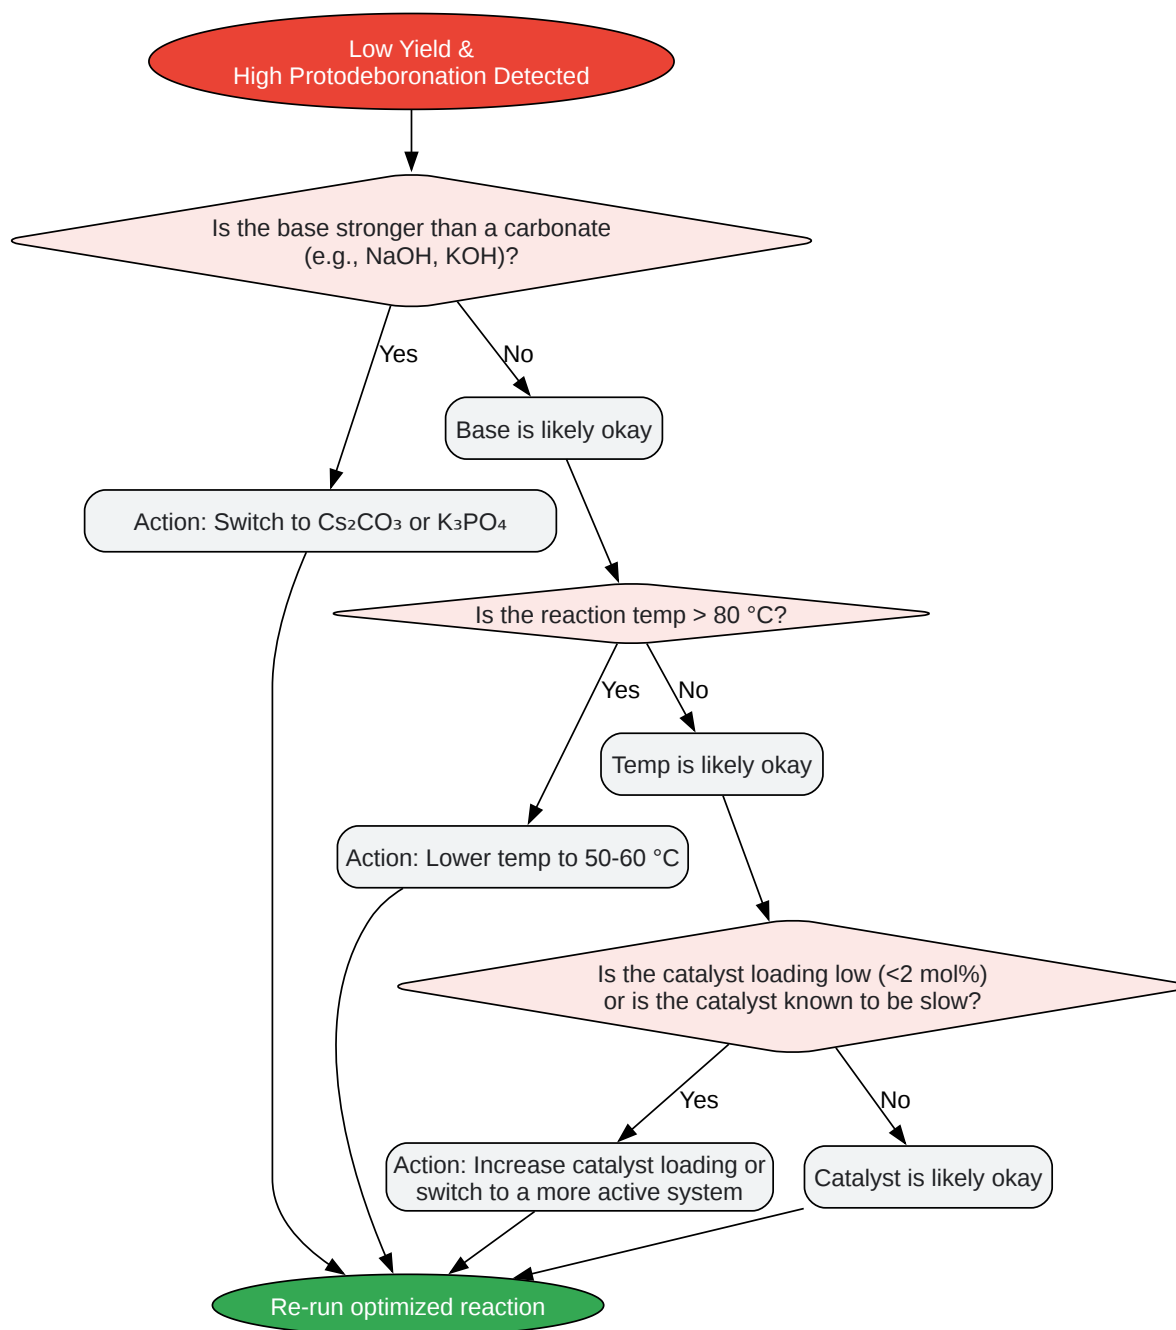 Low Yield &
High Protodeboronation Detected
Is the base stronger than a carbonate
(e.g., NaOH, KOH)?
Yes
No
Base is likely okay
Action: Switch to Cs₂CO₃ or K₃PO₄
Is the reaction temp > 80 °C?
Yes
No
Temp is likely okay
Action: Lower temp to 50-60 °C
Is the catalyst loading low (<2 mol%)
or is the catalyst known to be slow?
Yes
No
Action: Increase catalyst loading or
switch to a more active system
Catalyst is likely okay
Re-run optimized reaction